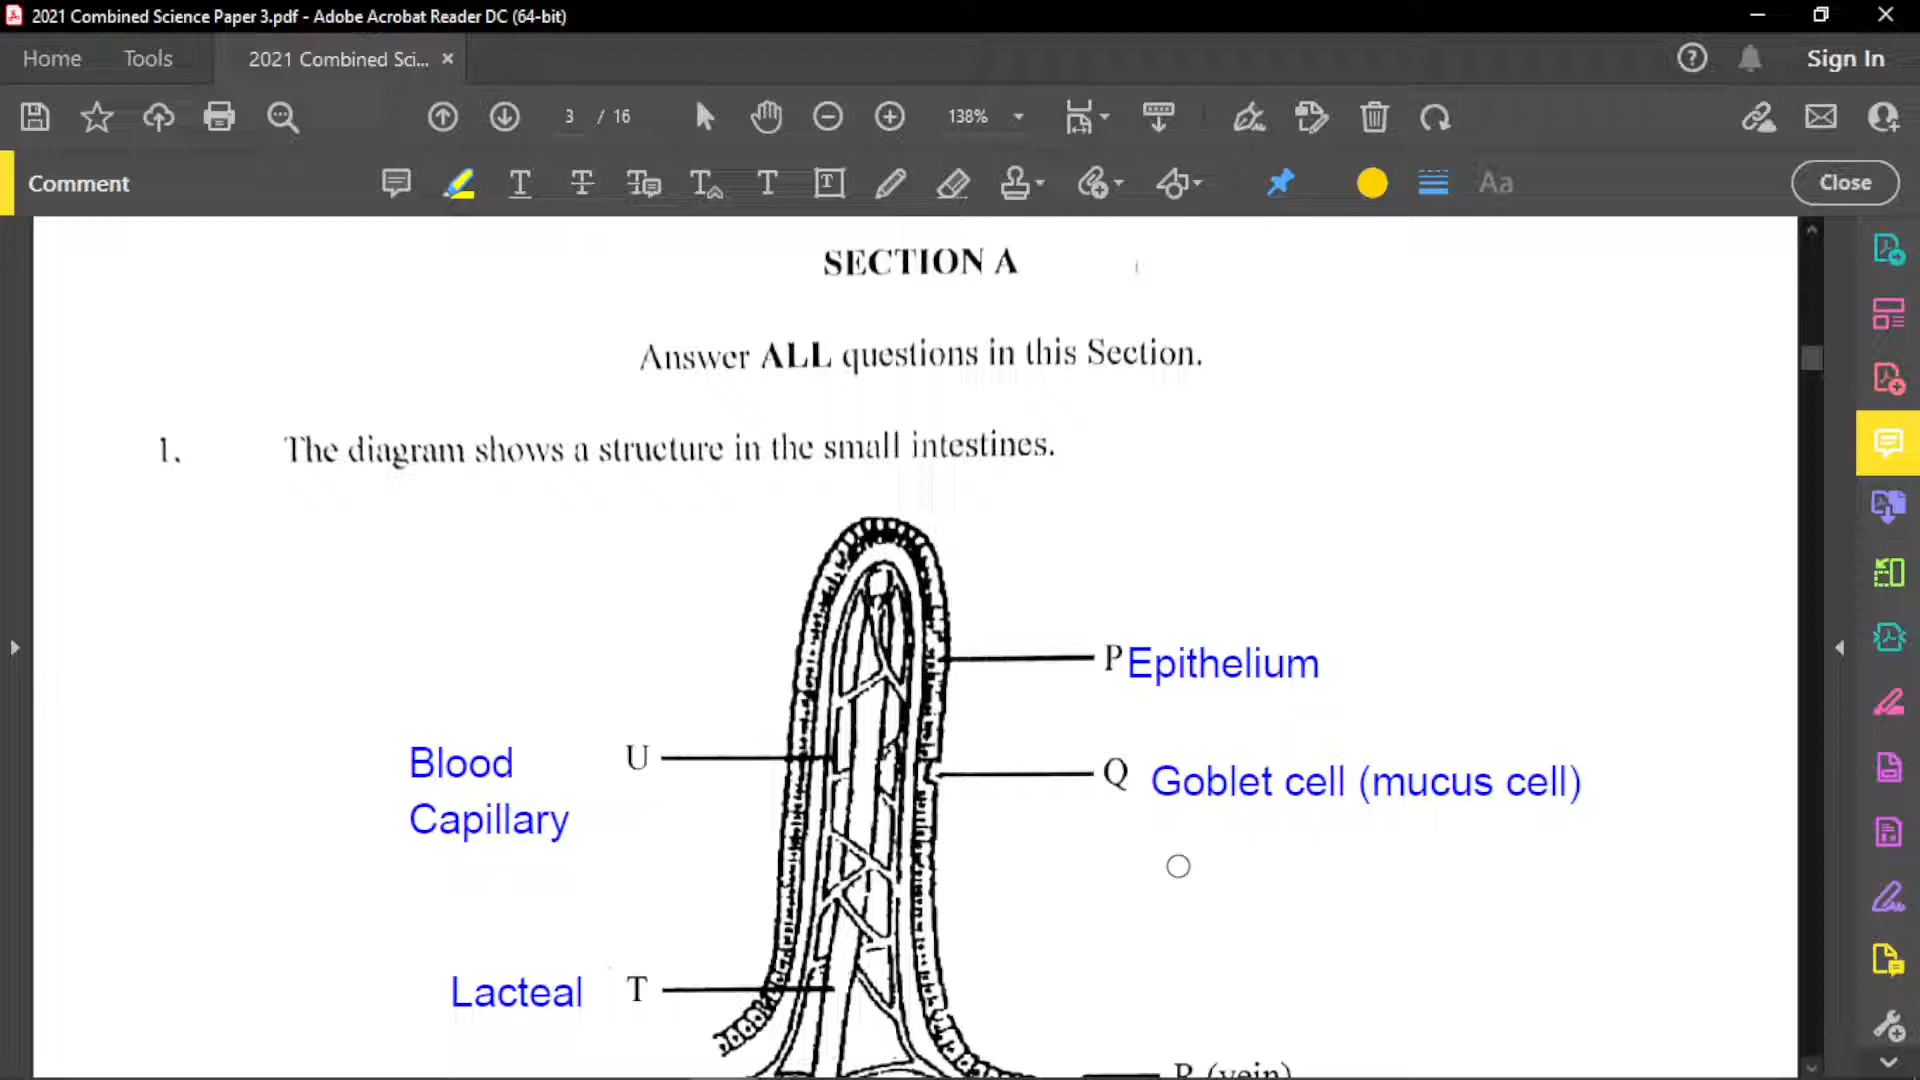 2021 Combined Science Paper 3.pdf - Adobe Acrobat Reader DC (64-bit)
Home Tools 2021 Combined Sci... Sign In
3 / 16 138%
Comment Aa Close
SECTION A
Answer ALL questions in this Section.
1. The diagram shows a structure in the small intestines.
P Epithelium
Blood Capillary U
Q Goblet cell (mucus cell)
Lacteal T
R (vein)